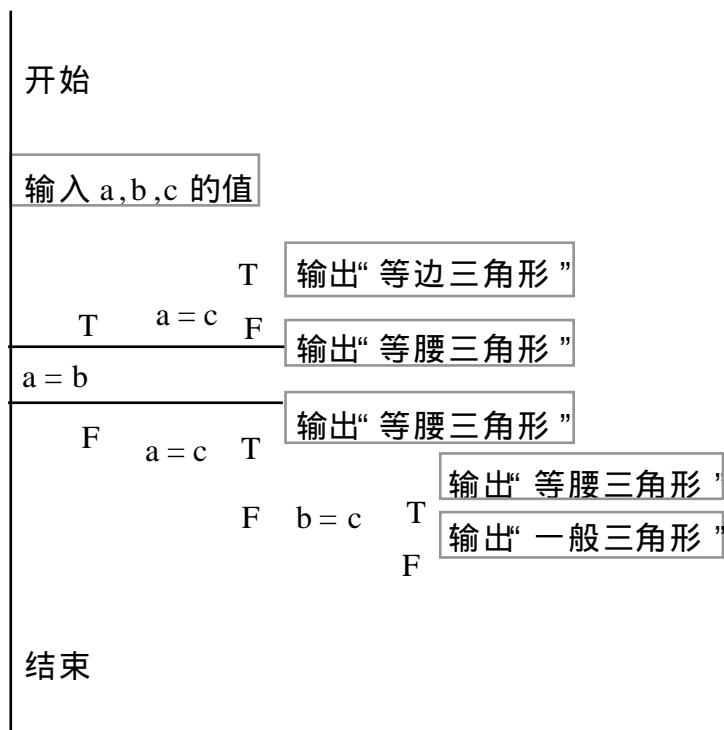 开始
输入 a,b,c 的值
T 输出“ 等边三角形 ”
T a = c F 输出“ 等腰三角形 ”
a = b
输出“ 等腰三角形 ”
F a = c T
输出“ 等腰三角形 ”
F b = c T
输出“ 一般三角形 ”
F
结束